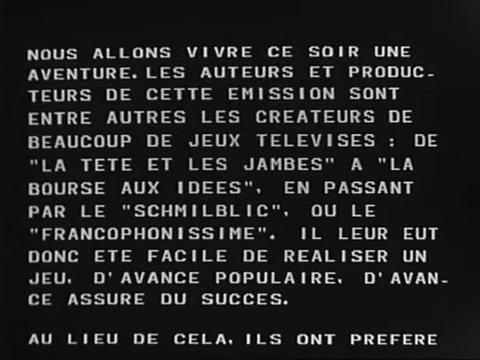 NOUS ALLONS VIVRE CE SOIR UNE
AVENTURE. LES AUTEURS ET PRODUC-
TEURS DE CETTE EMISSION SONT
ENTRE AUTRES LES CREATEURS DE
BEAUCOUP DE JEUX TELEVISES : DE
"LA TETE ET LES JAMBES" A "LA
BOURSE AUX IDEES", EN PASSANT
PAR LE "SCHMILBLIC", OU LE
"FRANCOPHONISSIME". IL LEUR EUT
DONC ETE FACILE DE REALISER UN
JEU, D'AVANCE POPULAIRE, D'AVAN-
CE ASSURE DU SUCCES.
AU LIEU DE CELA, ILS ONT PREFERE